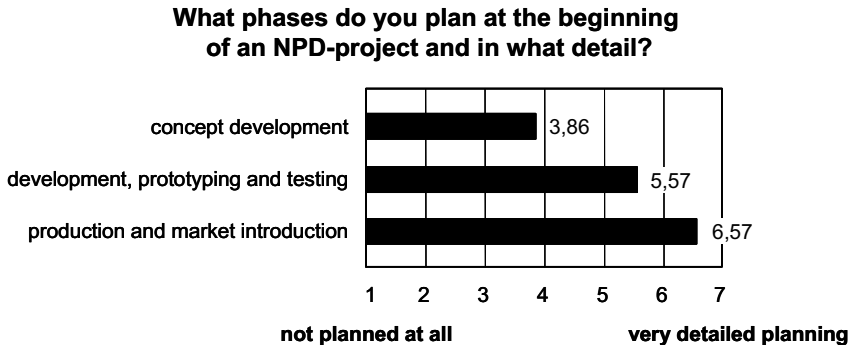 What phases do you plan at the beginning
of an NPD-project and in what detail?
concept development
3,86
development, prototyping and testing
5,57
production and market introduction
6,57
1 2 3 4 5 6 7
not planned at all very detailed planning